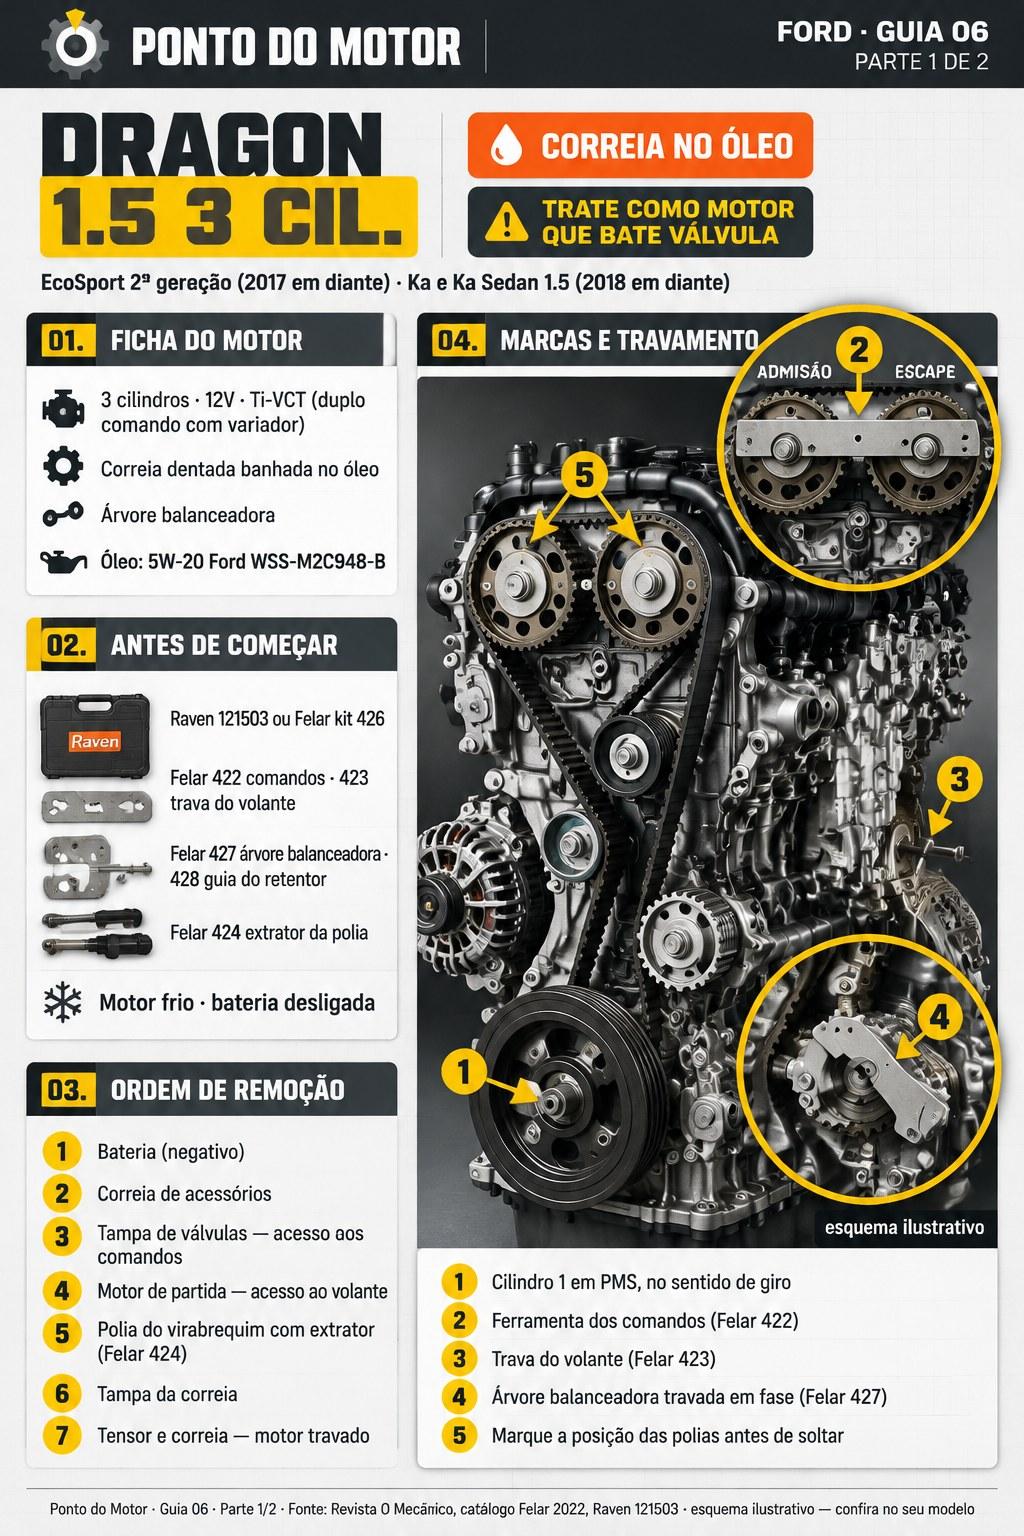 PONTO DO MOTOR
FORD · GUIA 06
PARTE 1 DE 2
DRAGON
1.5 3 CIL.
CORREIA NO ÓLEO
TRATE COMO MOTOR
QUE BATE VÁLVULA
EcoSport 2ª gereção (2017 em diante) · Ka e Ka Sedan 1.5 (2018 em diante)
01. FICHA DO MOTOR
3 cilindros · 12V · Ti-VCT (duplo
comando com variador)
Correia dentada banhada no óleo
Árvore balanceadora
Óleo: 5W-20 Ford WSS-M2C948-B
02. ANTES DE COMEÇAR
Raven
Raven 121503 ou Felar kit 426
Felar 422 comandos · 423
trava do volante
Felar 427 árvore balanceadora ·
428 guia do retentor
Felar 424 extrator da polia
Motor frio · bateria desligada
03. ORDEM DE REMOÇÃO
1 Bateria (negativo)
2 Correia de acessórios
3 Tampa de válvulas — acesso aos
comandos
4 Motor de partida — acesso ao volante
5 Polia do virabrequim com extrator
(Felar 424)
6 Tampa da correia
7 Tensor e correia — motor travado
04. MARCAS E TRAVAMENTO
2
ADMISÃO
ESCAPE
5
3
4
1
esquema ilustrativo
1 Cilindro 1 em PMS, no sentido de giro
2 Ferramenta dos comandos (Felar 422)
3 Trava do volante (Felar 423)
4 Árvore balanceadora travada em fase (Felar 427)
5 Marque a posição das polias antes de soltar
Ponto do Motor · Guia 06 · Parte 1/2 · Fonte: Revista O Mecãnico, catálogo Felar 2022, Raven 121503 · esquema ilustrativo — confira no seu modelo